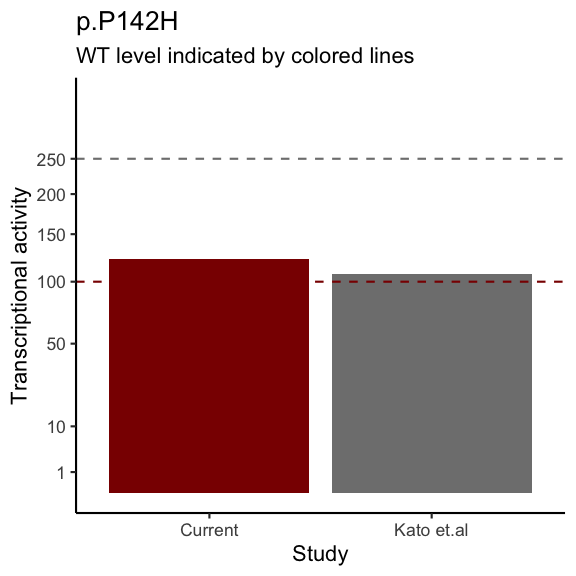 p.P142H
WT level indicated by colored lines
Transcriptional activity
250
200
150
100
50
10
1
Current
Kato et.al
Study